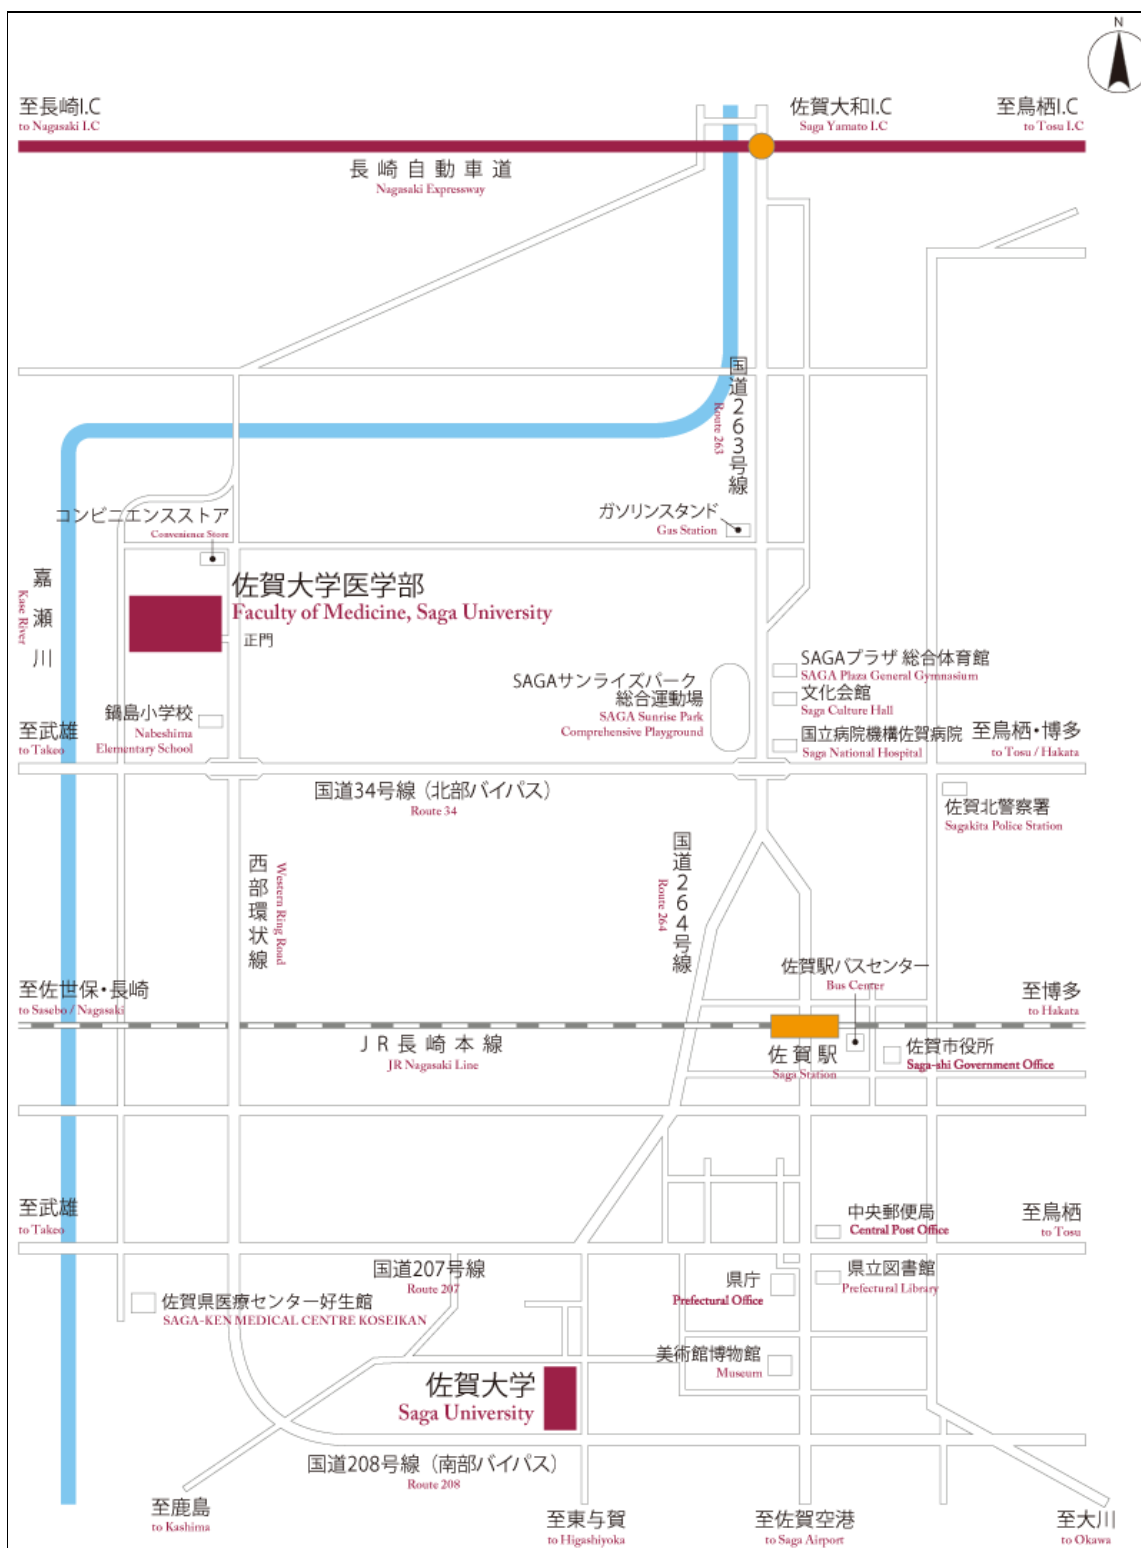 N
至長崎I.C
to Nagasaki I.C
佐賀大和I.C
Saga Yamato I.C
至鳥栖I.C
to Tosu I.C
長崎自動車道
Nagasaki Expressway
国道263号線
Route 263
コンビニエンスストア
Convenience Store
ガソリンスタンド
Gas Station
嘉瀬川
Kase River
佐賀大学医学部
Faculty of Medicine, Saga University
正門
SAGAプラザ 総合体育館
SAGA Plaza General Gymnasium
文化会館
Saga Culture Hall
SAGAサンライズパーク
総合運動場
SAGA Sunrise Park
Comprehensive Playground
国立病院機構佐賀病院
Saga National Hospital
鍋島小学校
Nabeshima
Elementary School
至武雄
to Takeo
至鳥栖・博多
to Tosu / Hakata
国道34号線（北部バイパス）
Route 34
佐賀北警察署
Sagakita Police Station
西部環状線
Western Ring Road
国道264号線
Route 264
佐賀駅バスセンター
Bus Center
至佐世保・長崎
to Sasebo / Nagasaki
至博多
to Hakata
JR長崎本線
JR Nagasaki Line
佐賀駅
Saga Station
佐賀市役所
Saga-shi Government Office
至武雄
to Takeo
中央郵便局
Central Post Office
至鳥栖
to Tosu
国道207号線
Route 207
県庁
Prefectural Office
県立図書館
Prefectural Library
佐賀県医療センター好生館
SAGA-KEN MEDICAL CENTRE KOSEIKAN
美術館博物館
Museum
佐賀大学
Saga University
国道208号線（南部バイパス）
Route 208
至鹿島
to Kashima
至東与賀
to Higashiyoka
至佐賀空港
to Saga Airport
至大川
to Okawa